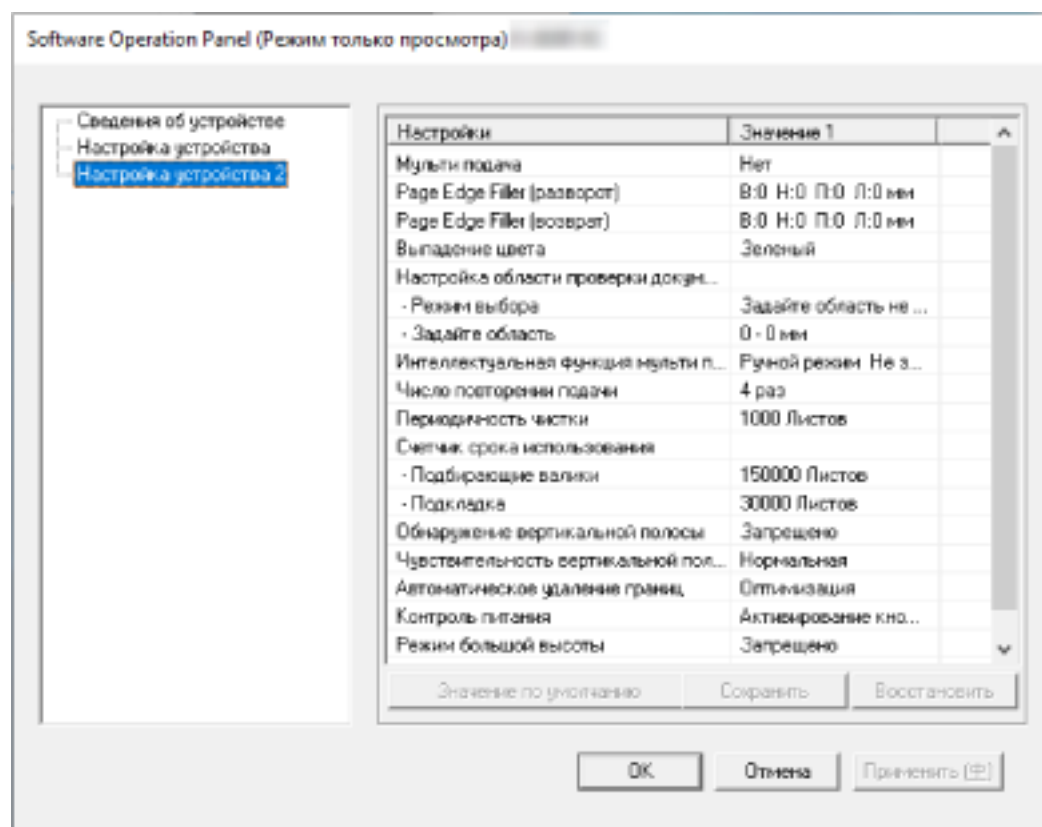 Software Operation Panel (Режим только просмотра)
Сведения об устройстве
Настройка устройства
Настройка устройства 2
Настройки Значение 1
Мульти подача Нет
Page Edge Filler (разворот) В:0 Н:0 П:0 Л:0 мм
Page Edge Filler (возврат) В:0 Н:0 П:0 Л:0 мм
Выпадение цвета Зеленый
Настройка области проверки докум...
- Режим выбора Задайте область не ...
- Задайте область 0 - 0 мм
Интеллектуальная функция мульти п... Ручной режим Не з...
Число повторении подачи 4 раз
Периодичность чистки 1000 Листов
Счетчик срока использования
- Подбирающие валики 150000 Листов
- Подкладка 30000 Листов
Обнаружение вертикальной полосы Запрещено
Чувствительность вертикальной пол... Нормальная
Автоматическое удаление границ Оптимизация
Контроль питания Активирование кно...
Режим большой высоты Запрещено
Значение по умолчанию Сохранить Восстановить
OK Отмена Применить (中)